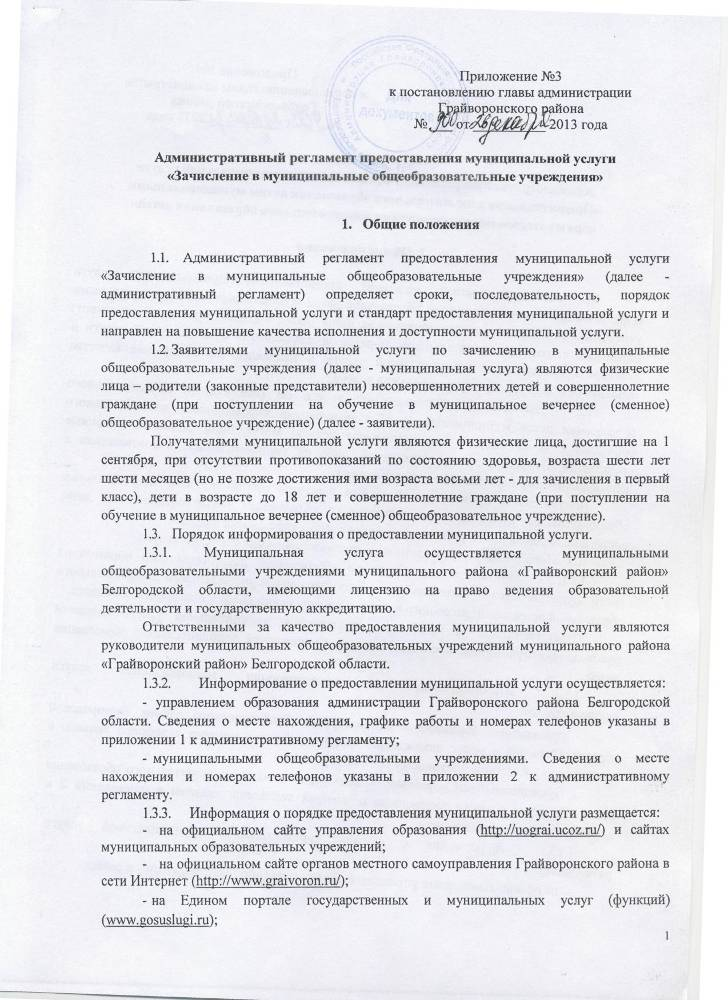 Приложение №3
к постановлению главы администрации
Грайворонского района
№ 900 от 26 декабря 2013 года
Административный регламент предоставления муниципальной услуги
«Зачисление в муниципальные общеобразовательные учреждения»
1. Общие положения
1.1. Административный регламент предоставления муниципальной услуги
«Зачисление в муниципальные общеобразовательные учреждения» (далее -
административный регламент) определяет сроки, последовательность, порядок
предоставления муниципальной услуги и стандарт предоставления муниципальной услуги и
направлен на повышение качества исполнения и доступности муниципальной услуги.
1.2. Заявителями муниципальной услуги по зачислению в муниципальные
общеобразовательные учреждения (далее - муниципальная услуга) являются физические
лица – родители (законные представители) несовершеннолетних детей и совершеннолетние
граждане (при поступлении на обучение в муниципальное вечернее (сменное)
общеобразовательное учреждение) (далее - заявители).
Получателями муниципальной услуги являются физические лица, достигшие на 1
сентября, при отсутствии противопоказаний по состоянию здоровья, возраста шести лет
шести месяцев (но не позже достижения ими возраста восьми лет - для зачисления в первый
класс), дети в возрасте до 18 лет и совершеннолетние граждане (при поступлении на
обучение в муниципальное вечернее (сменное) общеобразовательное учреждение).
1.3. Порядок информирования о предоставлении муниципальной услуги.
1.3.1. Муниципальная услуга осуществляется муниципальными
общеобразовательными учреждениями муниципального района «Грайворонский район»
Белгородской области, имеющими лицензию на право ведения образовательной
деятельности и государственную аккредитацию.
Ответственными за качество предоставления муниципальной услуги являются
руководители муниципальных общеобразовательных учреждений муниципального района
«Грайворонский район» Белгородской области.
1.3.2. Информирование о предоставлении муниципальной услуги осуществляется:
- управлением образования администрации Грайворонского района Белгородской
области. Сведения о месте нахождения, графике работы и номерах телефонов указаны в
приложении 1 к административному регламенту;
- муниципальными общеобразовательными учреждениями. Сведения о месте
нахождения и номерах телефонов указаны в приложении 2 к административному
регламенту.
1.3.3. Информация о порядке предоставления муниципальной услуги размещается:
- на официальном сайте управления образования (http://uograi.ucoz.ru/) и сайтах
муниципальных образовательных учреждений;
- на официальном сайте органов местного самоуправления Грайворонского района в
сети Интернет (http://www.graivoron.ru/);
- на Едином портале государственных и муниципальных услуг (функций)
(www.gosuslugi.ru);
1